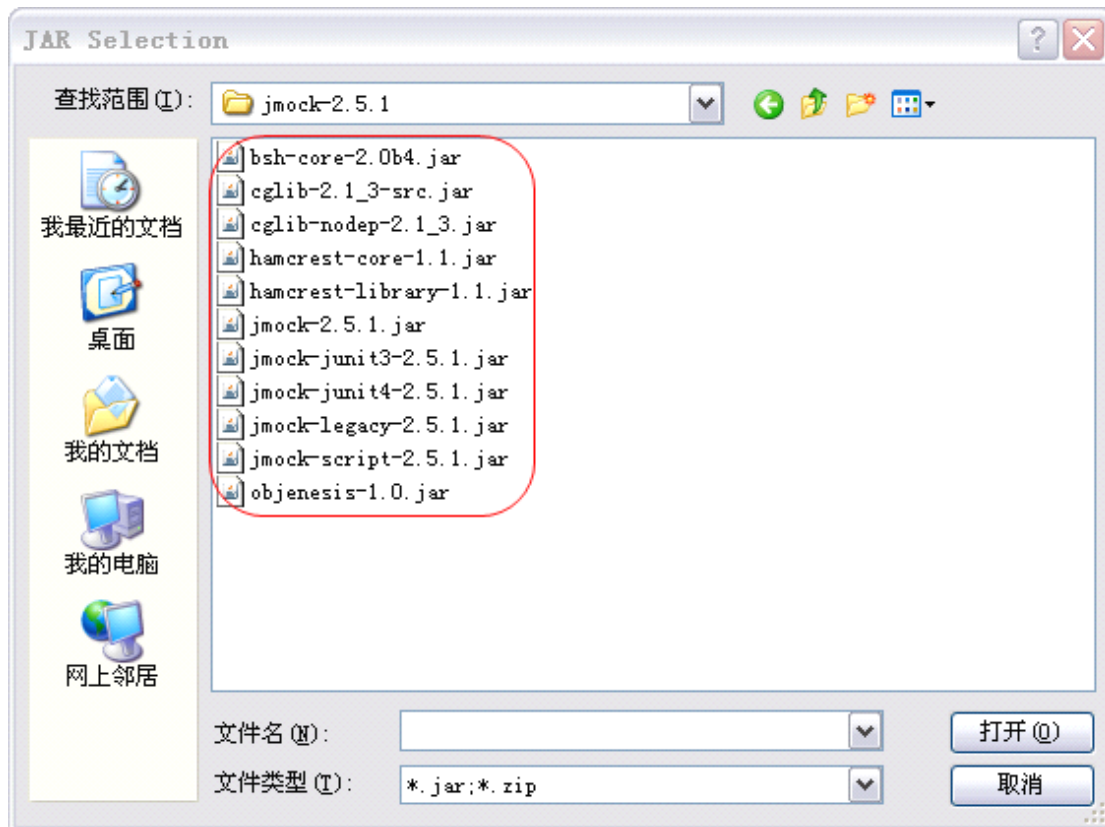 JAR Selection
查找范围(I):
jmock-2.5.1
我最近的文档
桌面
我的文档
我的电脑
网上邻居
bsh-core-2.0b4.jar
cglib-2.1_3-src.jar
cglib-nodep-2.1_3.jar
hamcrest-core-1.1.jar
hamcrest-library-1.1.jar
jmock-2.5.1.jar
jmock-junit3-2.5.1.jar
jmock-junit4-2.5.1.jar
jmock-legacy-2.5.1.jar
jmock-script-2.5.1.jar
objenesis-1.0.jar
文件名(N):
打开(O)
文件类型(T):
*.jar;*.zip
取消